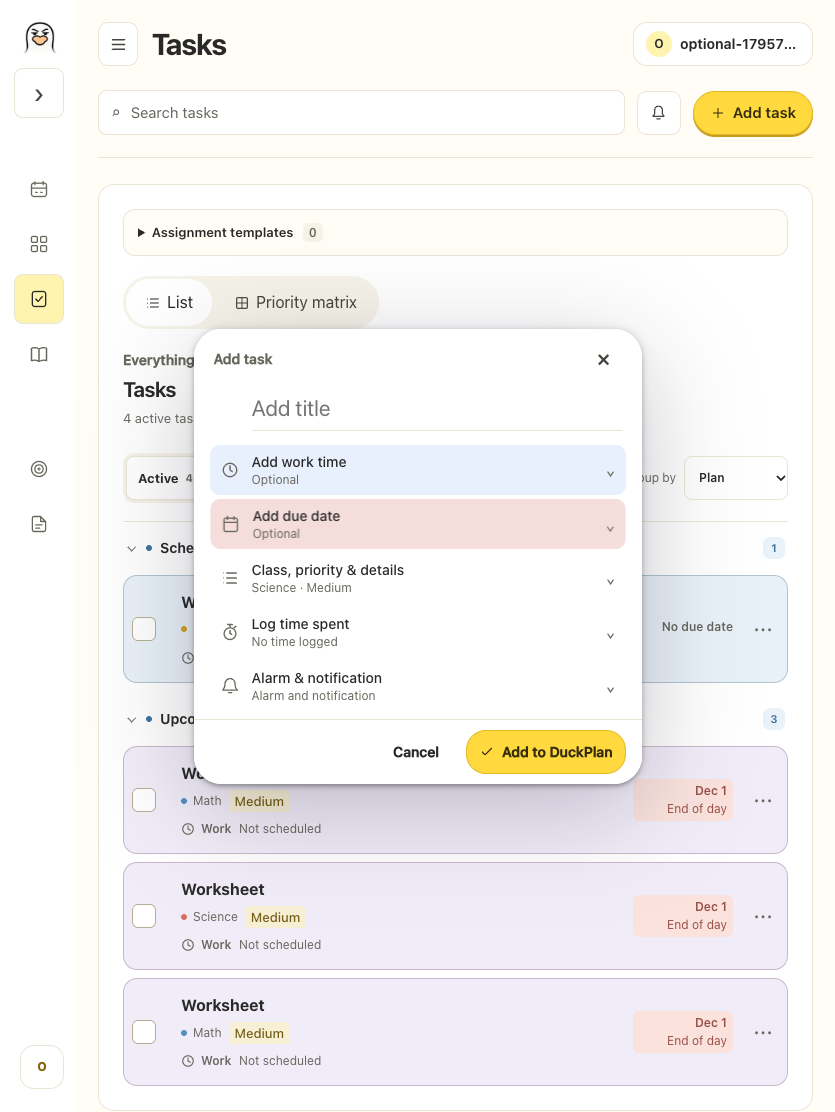 Tasks
O optional-17957...
Search tasks
+ Add task
Assignment templates 0
List
Priority matrix
Everything
Tasks
4 active tas
Active 4
up by
Plan
Sche
1
W
No due date
Upco
3
Add task
Add title
Add work time
Optional
Add due date
Optional
Class, priority & details
Science · Medium
Log time spent
No time logged
Alarm & notification
Alarm and notification
Cancel
Add to DuckPlan
Wo
Math Medium
Work Not scheduled
Dec 1
End of day
Worksheet
Science Medium
Work Not scheduled
Dec 1
End of day
Worksheet
Math Medium
Work Not scheduled
Dec 1
End of day
O